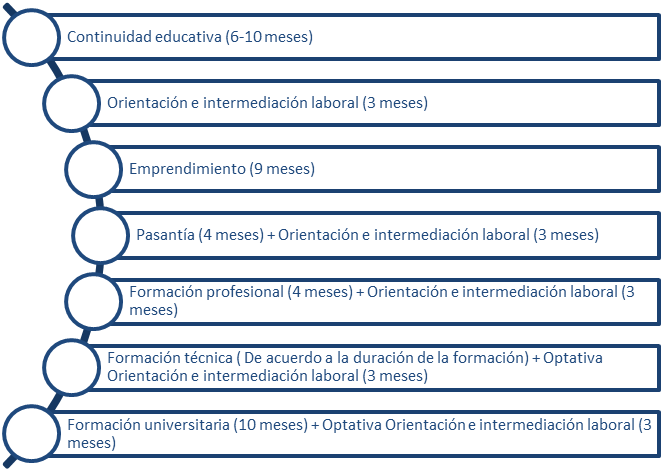 Continuidad educativa (6-10 meses)
Orientación e intermediación laboral (3 meses)
Emprendimiento (9 meses)
Pasantía (4 meses) + Orientación e intermediación laboral (3 meses)
Formación profesional (4 meses) + Orientación e intermediación laboral (3
meses)
Formación técnica ( De acuerdo a la duración de la formación) + Optativa
Orientación e intermediación laboral (3 meses)
Formación universitaria (10 meses) + Optativa Orientación e intermediación laboral (3
meses)